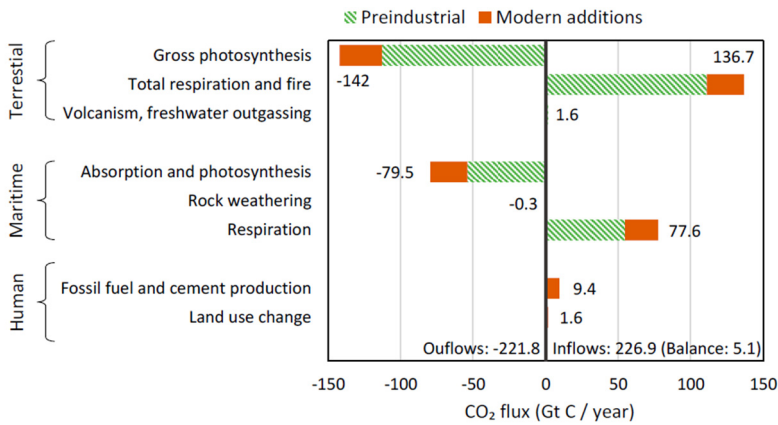 Preindustrial Modern additions
Terrestial
Gross photosynthesis
-142
136.7
Total respiration and fire
Volcanism, freshwater outgassing
1.6
Maritime
Absorption and photosynthesis
-79.5
Rock weathering
-0.3
Respiration
77.6
Human
Fossil fuel and cement production
9.4
Land use change
1.6
Ouflows: -221.8 Inflows: 226.9 (Balance: 5.1)
-150 -100 -50 0 50 100 150
CO₂ flux (Gt C / year)